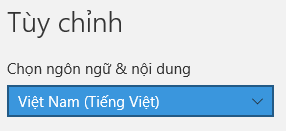 Tùy chỉnh
Chọn ngôn ngữ & nội dung
Việt Nam (Tiếng Việt)